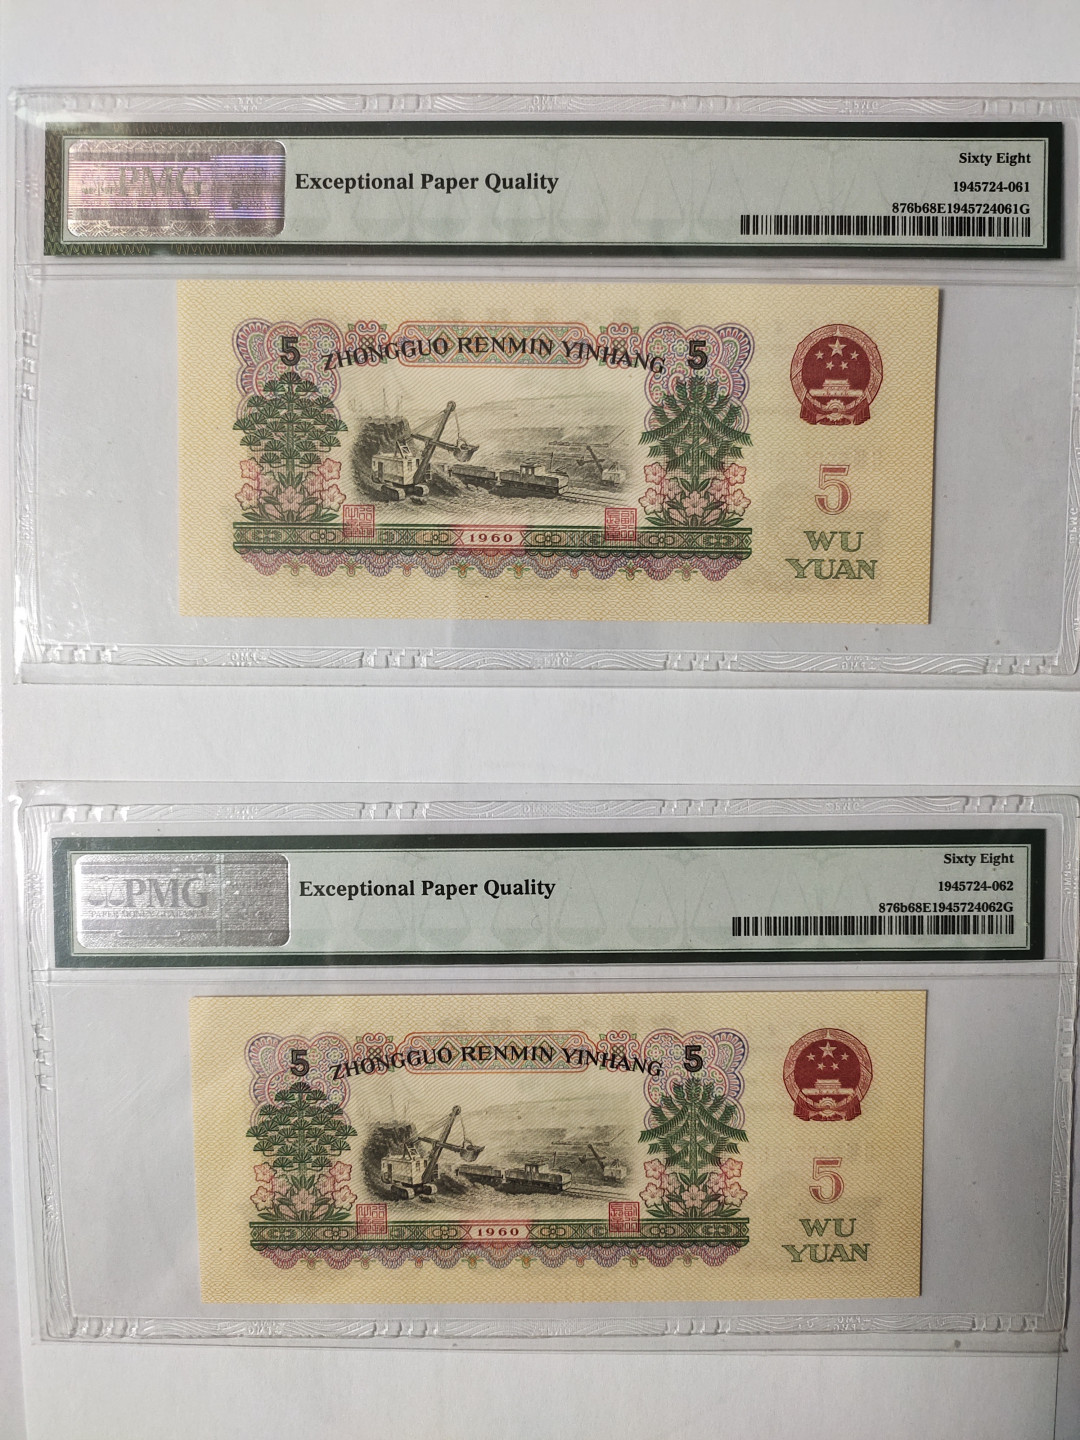 PMG
Exceptional Paper Quality
Sixty Eight
1945724-061
876b68E1945724061G
5
ZHONGGUO RENMIN YINHANG
5
1960
5
WU
YUAN
PMG
Exceptional Paper Quality
Sixty Eight
1945724-062
876b68E1945724062G
5
ZHONGGUO RENMIN YINHANG
5
1960
5
WU
YUAN